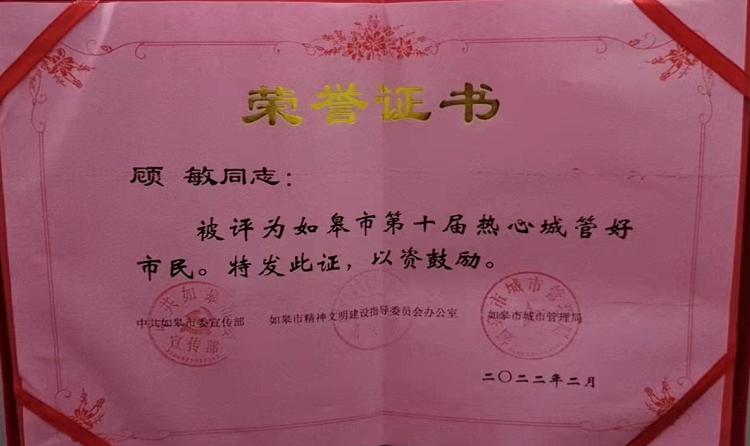 荣誉证书
顾 敏同志：
被评为如皋市第十届热心城管好
市民。特发此证，以资鼓励。
中共如皋市委宣传部 如皋市精神文明建设指导委员会办公室 如皋市城市管理局
二〇二二年二月